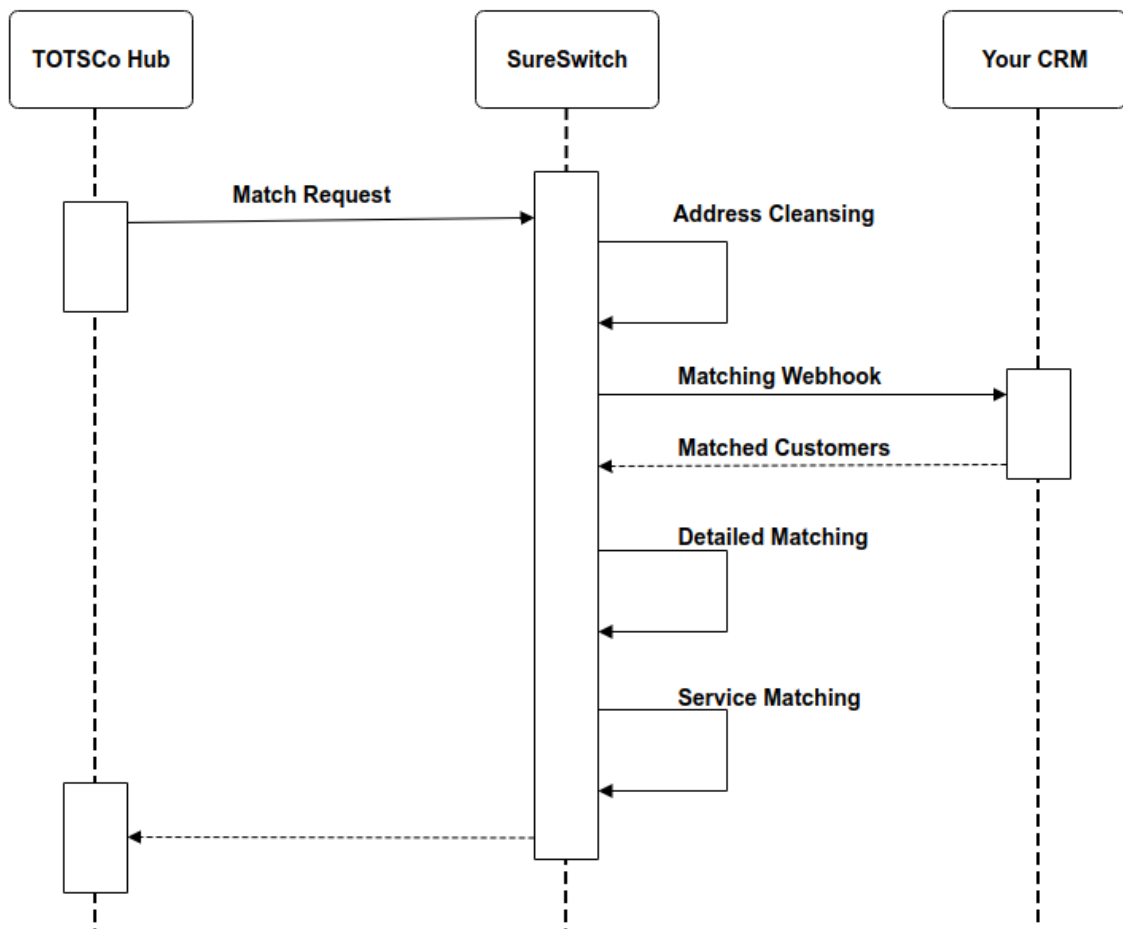 TOTSCo Hub
SureSwitch
Your CRM
Match Request
Address Cleansing
Matching Webhook
Matched Customers
Detailed Matching
Service Matching